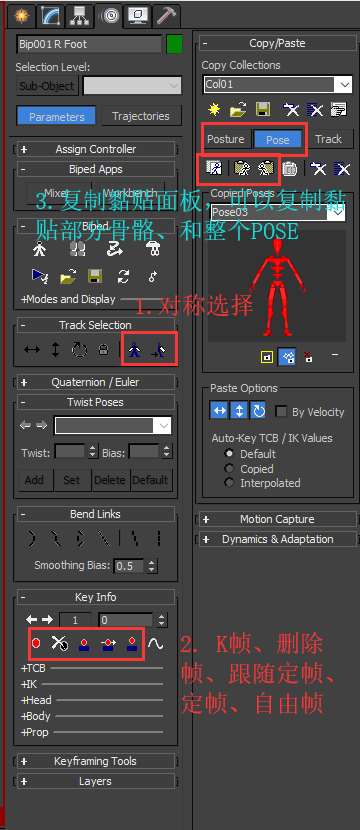 Bip001 R Foot
Selection Level:
Sub-Object
Parameters
Trajectories
+ Assign Controller
- Biped Apps
Mixer
Workbench
- Biped
+Modes and Display
- Track Selection
+ Quaternion / Euler
- Twist Poses
Twist:
Bias:
Add
Set
Delete
Default
- Bend Links
Smoothing Bias: 0.5
- Key Info
1
0
+TCB
+IK
+Head
+Body
+Prop
+ Keyframing Tools
+ Layers
- Copy/Paste
Copy Collections
Col01
Posture
Pose
Track
Copied Poses
Pose03
Paste Options
By Velocity
Auto-Key TCB / IK Values
Default
Copied
Interpolated
+ Motion Capture
+ Dynamics & Adaptation
3.复制黏贴面板，可以复制黏
贴部分骨骼、和整个POSE
1.对称选择
2. K帧、删除
帧、跟随定帧、
定帧、自由帧